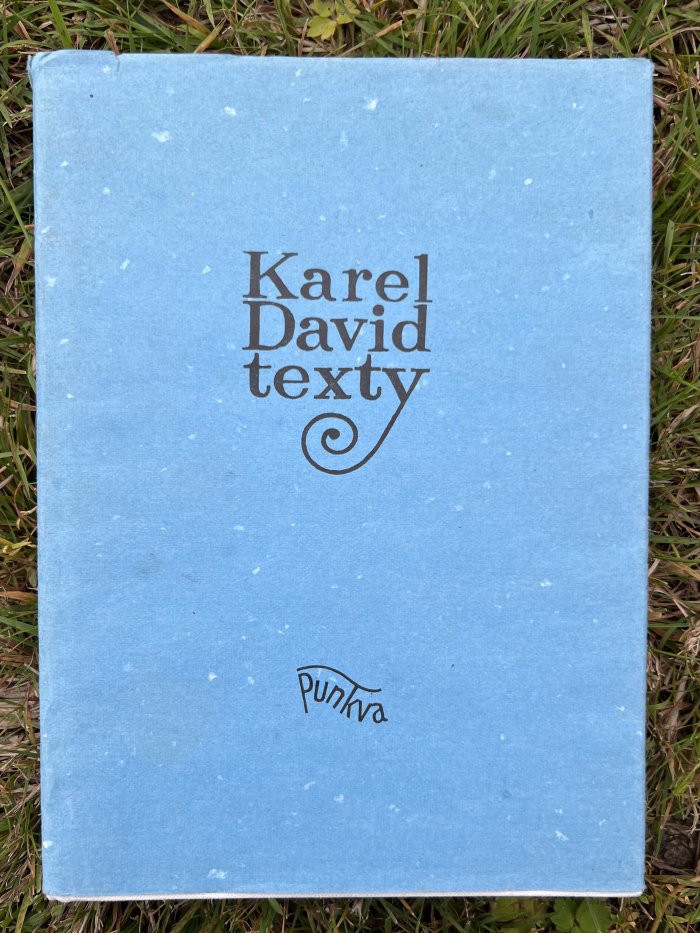 Karel
David
texty
Punkva